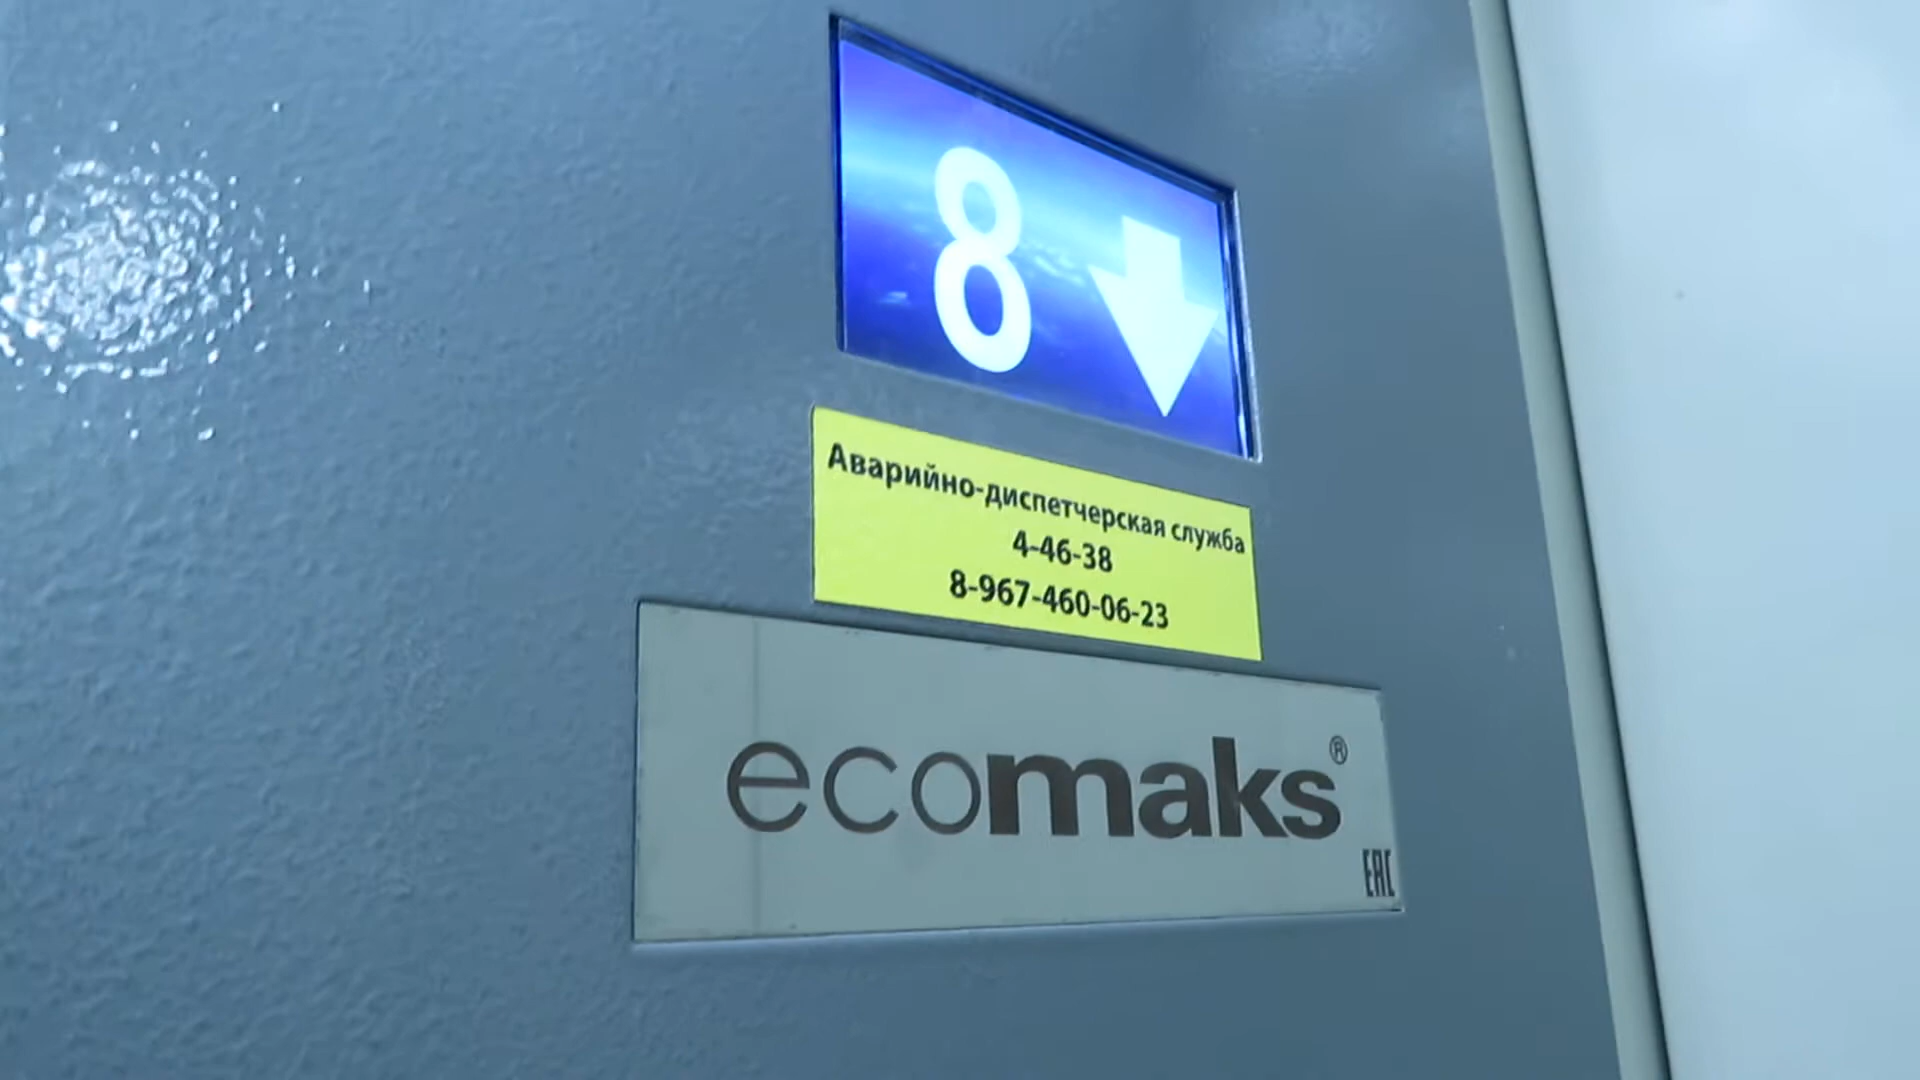 8
Аварийно-диспетчерская служба
4-46-38
8-967-460-06-23
ecomaks®
EAC